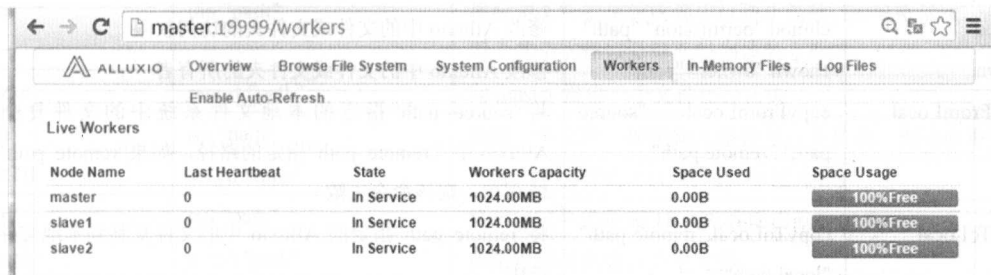 master:19999/workers
ALLUXIO Overview Browse File System System Configuration Workers In-Memory Files Log Files
Enable Auto-Refresh
Live Workers
Node Name Last Heartbeat State Workers Capacity Space Used Space Usage
master 0 In Service 1024.00MB 0.00B 100%Free
slave1 0 In Service 1024.00MB 0.00B 100%Free
slave2 0 In Service 1024.00MB 0.00B 100%Free